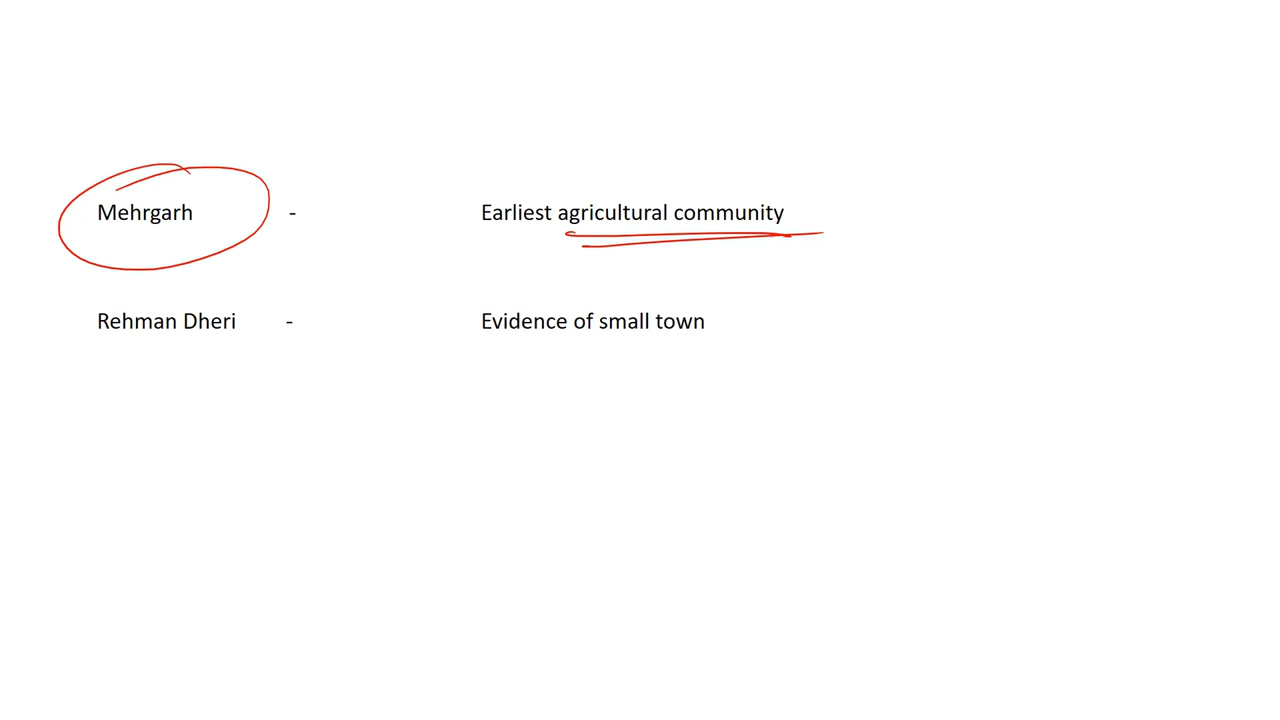 Mehrgarh - Earliest agricultural community
Rehman Dheri - Evidence of small town